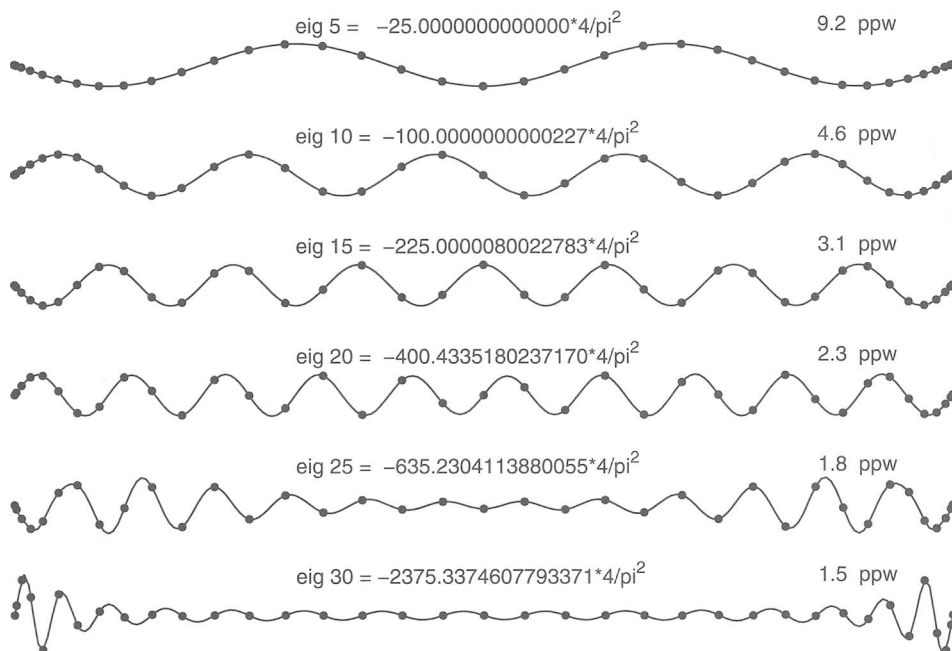 eig 5 = −25.0000000000000*4/pi² 9.2 ppw
eig 10 = −100.0000000000227*4/pi² 4.6 ppw
eig 15 = −225.0000080022783*4/pi² 3.1 ppw
eig 20 = −400.4335180237170*4/pi² 2.3 ppw
eig 25 = −635.2304113880055*4/pi² 1.8 ppw
eig 30 = −2375.3374607793371*4/pi² 1.5 ppw